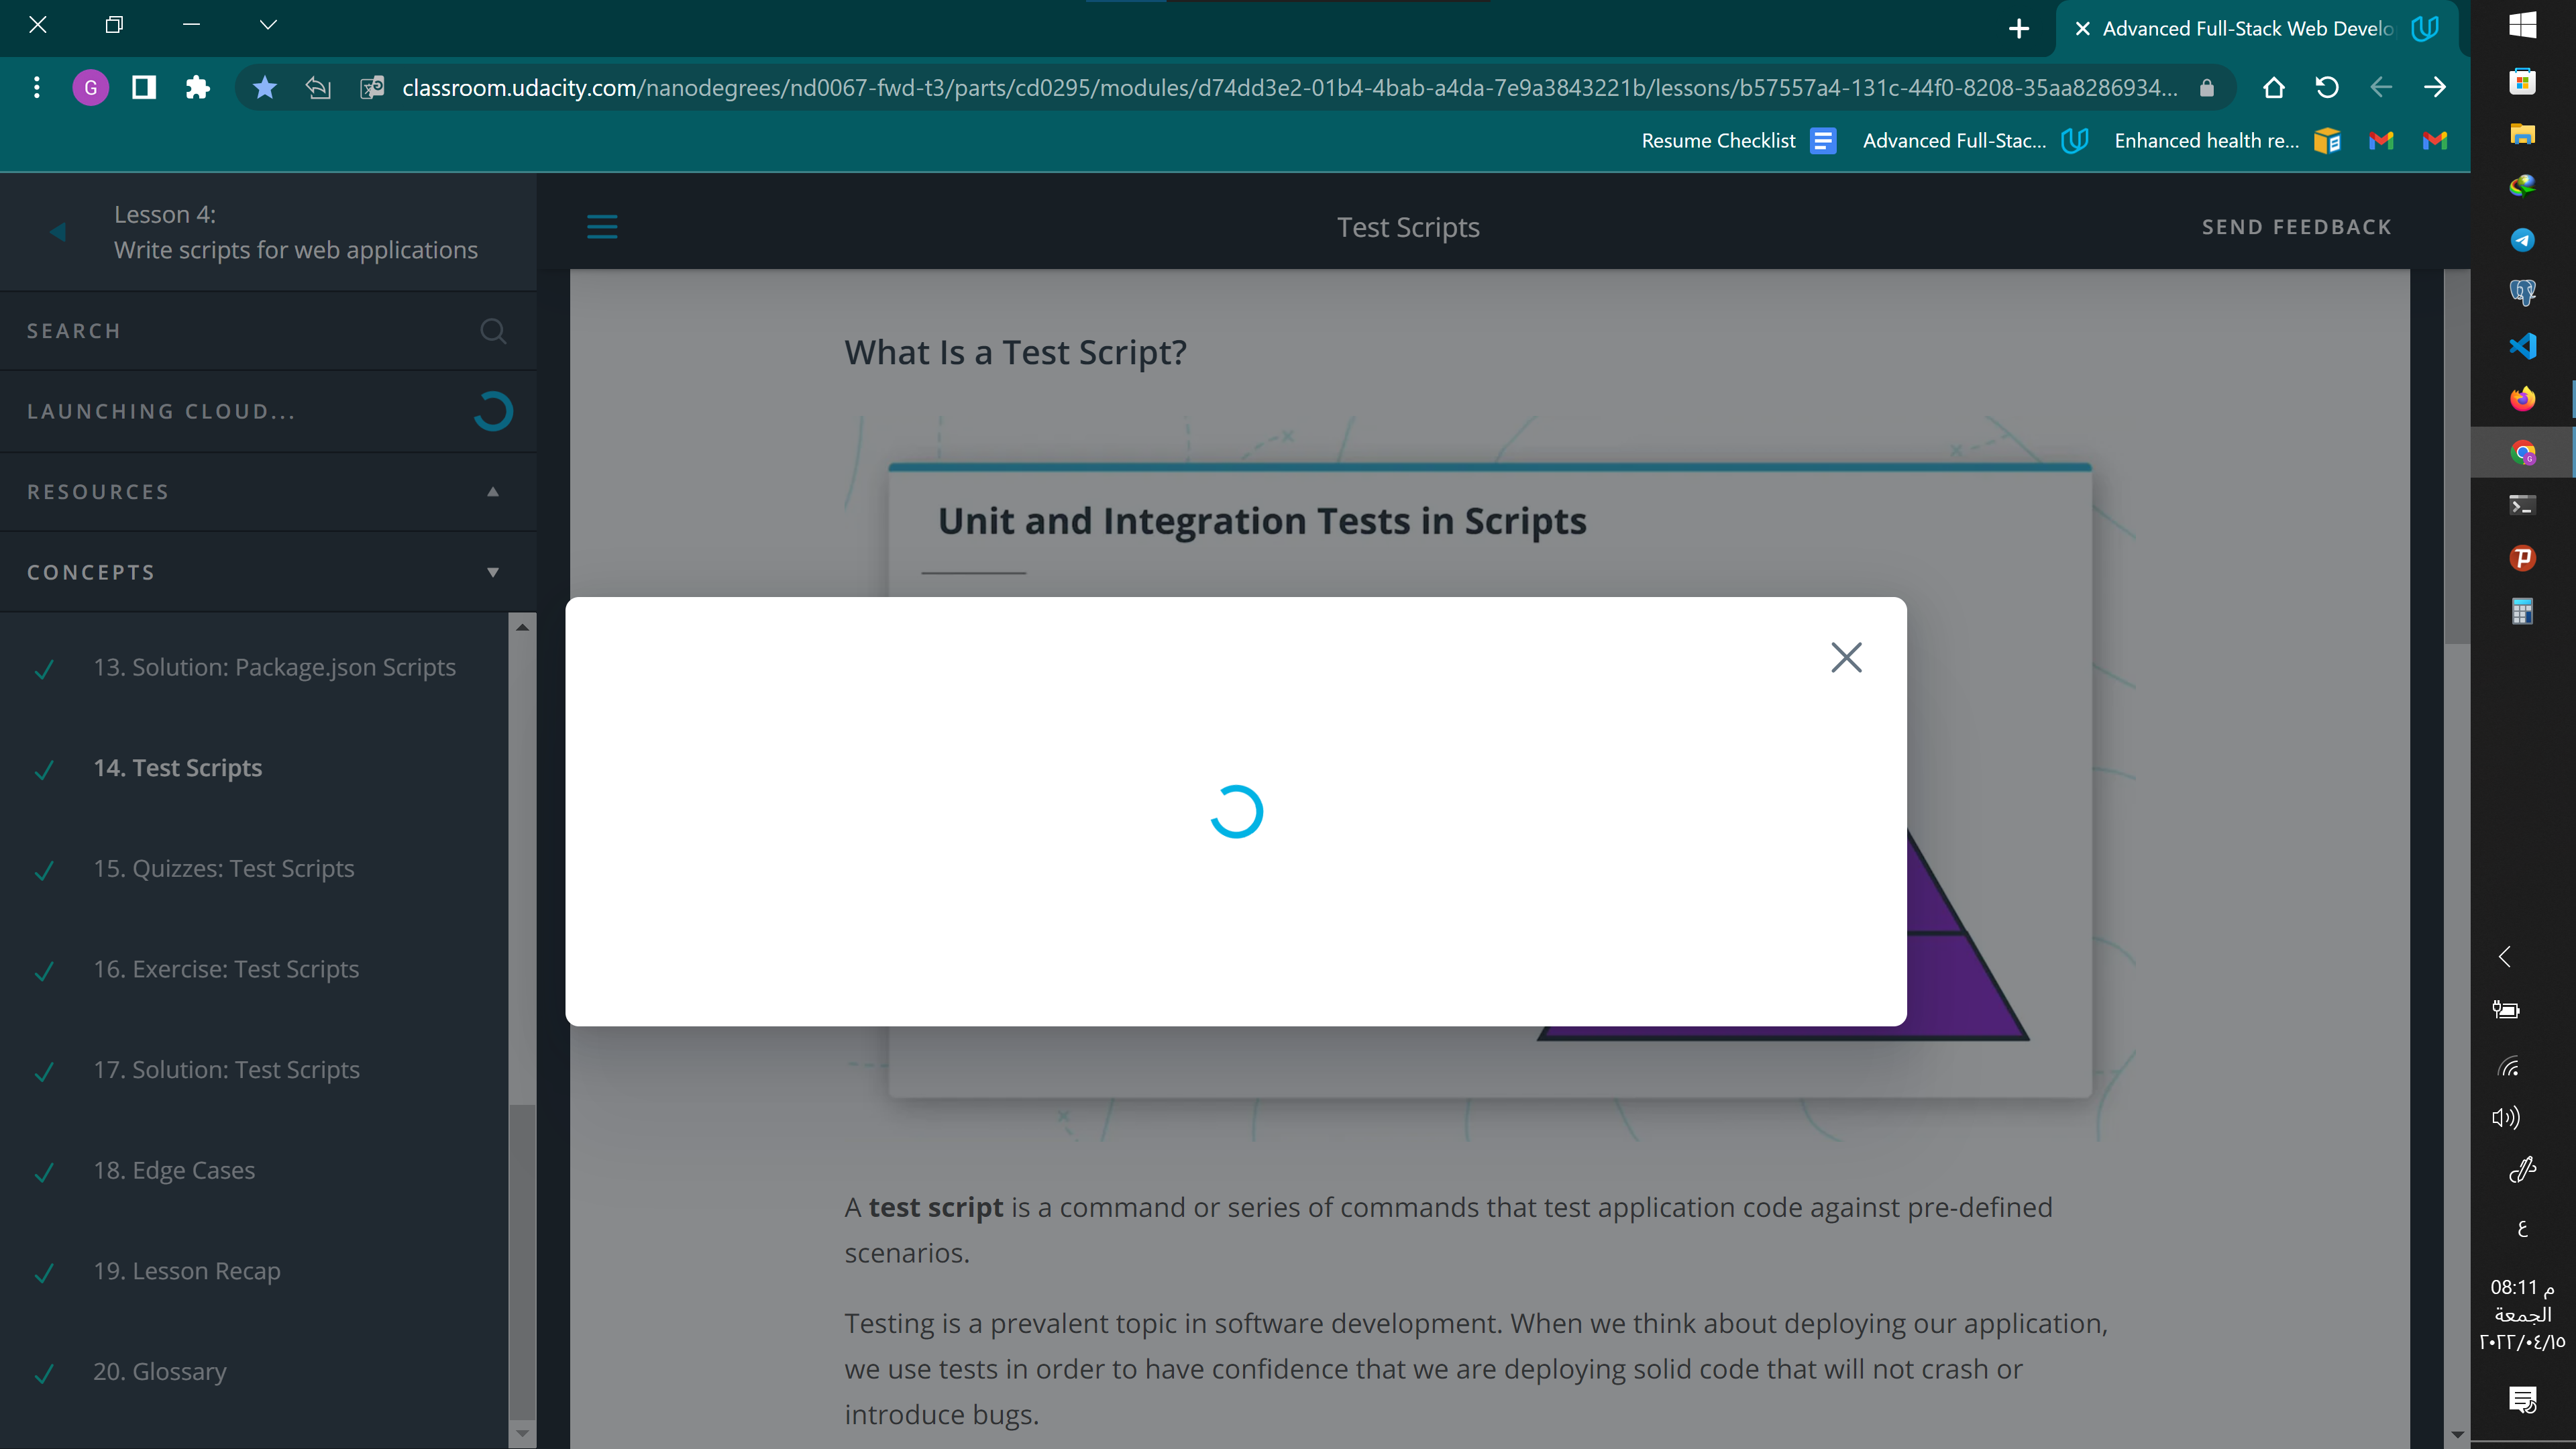 Advanced Full-Stack Web Develo
G
classroom.udacity.com/nanodegrees/nd0067-fwd-t3/parts/cd0295/modules/d74dd3e2-01b4-4bab-a4da-7e9a3843221b/lessons/b57557a4-131c-44f0-8208-35aa8286934...
Resume Checklist
Advanced Full-Stac...
Enhanced health re...
Lesson 4:
Write scripts for web applications
SEARCH
LAUNCHING CLOUD...
RESOURCES
CONCEPTS
13. Solution: Package.json Scripts
14. Test Scripts
15. Quizzes: Test Scripts
16. Exercise: Test Scripts
17. Solution: Test Scripts
18. Edge Cases
19. Lesson Recap
20. Glossary
Test Scripts
SEND FEEDBACK
What Is a Test Script?
Unit and Integration Tests in Scripts
A test script is a command or series of commands that test application code against pre-defined
scenarios.
Testing is a prevalent topic in software development. When we think about deploying our application,
we use tests in order to have confidence that we are deploying solid code that will not crash or
introduce bugs.
ع
08:11 م
الجمعة
٢٠٢٢/٠٤/١٥